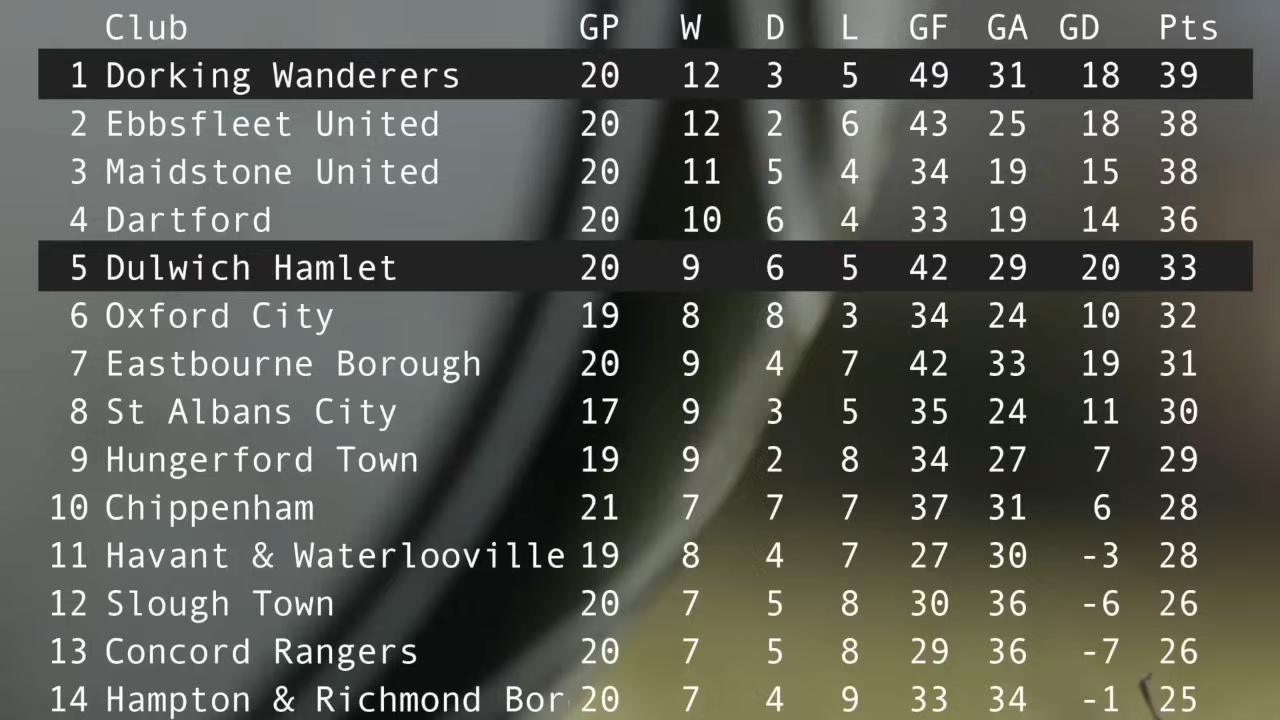 Club GP W D L GF GA GD Pts
1 Dorking Wanderers 20 12 3 5 49 31 18 39
2 Ebbsfleet United 20 12 2 6 43 25 18 38
3 Maidstone United 20 11 5 4 34 19 15 38
4 Dartford 20 10 6 4 33 19 14 36
5 Dulwich Hamlet 20 9 6 5 42 29 20 33
6 Oxford City 19 8 8 3 34 24 10 32
7 Eastbourne Borough 20 9 4 7 42 33 19 31
8 St Albans City 17 9 3 5 35 24 11 30
9 Hungerford Town 19 9 2 8 34 27 7 29
10 Chippenham 21 7 7 7 37 31 6 28
11 Havant & Waterlooville 19 8 4 7 27 30 -3 28
12 Slough Town 20 7 5 8 30 36 -6 26
13 Concord Rangers 20 7 5 8 29 36 -7 26
14 Hampton & Richmond Bor 20 7 4 9 33 34 -1 25